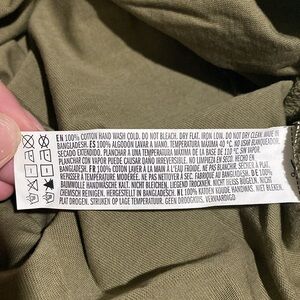 EN 100% COTTON HAND WASH COLD. DO NOT BLEACH. DRY FLAT. IRON LOW. DO NOT DRY CLEAN. MADE IN
BANGLADESH. ES 100% ALGODÓN LAVAR A MANO. TEMPERATURA MÁXIMA 40 °C. NO USAR BLANQUEADOR.
SECADO EXTENDIDO. PLANCHAR A UNA TEMPERATURA MÁXIMA DE LA BASE DE 110 °C, SIN VAPOR.
PLANCHAR CON VAPOR PUEDE CAUSAR DAÑO IRREVERSIBLE. NO LIMPIEZA EN SECO. HECHO EN
BANGLADESH. FR 100% COTON LAVER A LA MAIN À L'EAU FROIDE. NE PAS BLANCHIR. SÉCHER À PLAT.
REPASSER À TEMPÉRATURE MODÉRÉE. NE PAS NETTOYER À SEC. FABRIQUÉ AU BANGLADESH. DE 100%
BAUMWOLLE HANDWÄSCHE KALT. NICHT BLEICHEN. LIEGEND TROCKNEN. NICHT HEISS BÜGELN. NICHT
CHEMISCH REINIGEN. HERGESTELLT IN BANGLADESH. NL 100% KATOEN KOUDE HANDWAS. NIET BLEKEN.
PLAT DROGEN. STRIJKEN OP LAGE TEMPERATUUR. GEEN DROOGKUIS. VERVAARDIGD